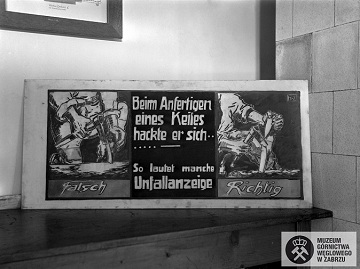 Beim Anfertigen
eines Keiles
hackte er sich..
.....
So lautet manche
Unfallanzeige
falsch
Richtig
MUZEUM
GÓRNICTWA
WĘGLOWEGO
W ZABRZU